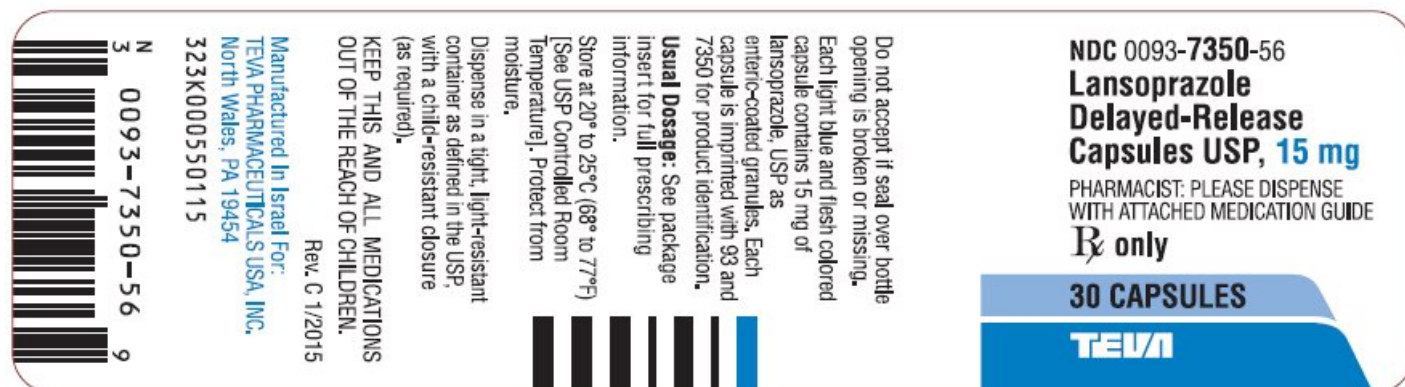 NDC 0093-7350-56
Lansoprazole
Delayed-Release
Capsules USP, 15 mg
PHARMACIST: PLEASE DISPENSE
WITH ATTACHED MEDICATION GUIDE
Rx only
30 CAPSULES
TEVA
Do not accept if seal over bottle
opening is broken or missing.
Each light blue and flesh colored
capsule contains 15 mg of
lansoprazole, USP as
enteric-coated granules. Each
capsule is imprinted with 93 and
7350 for product identification.
Usual Dosage: See package
insert for full prescribing
information.
Store at 20° to 25°C (68° to 77°F)
[See USP Controlled Room
Temperature]. Protect from
moisture.
Dispense in a tight, light-resistant
container as defined in the USP,
with a child-resistant closure
(as required).
KEEP THIS AND ALL MEDICATIONS
OUT OF THE REACH OF CHILDREN.
Rev. C 1/2015
Manufactured In Israel For:
TEVA PHARMACEUTICALS USA, INC.
North Wales, PA 19454
323K000550115
N
3 0093-7350-56 9